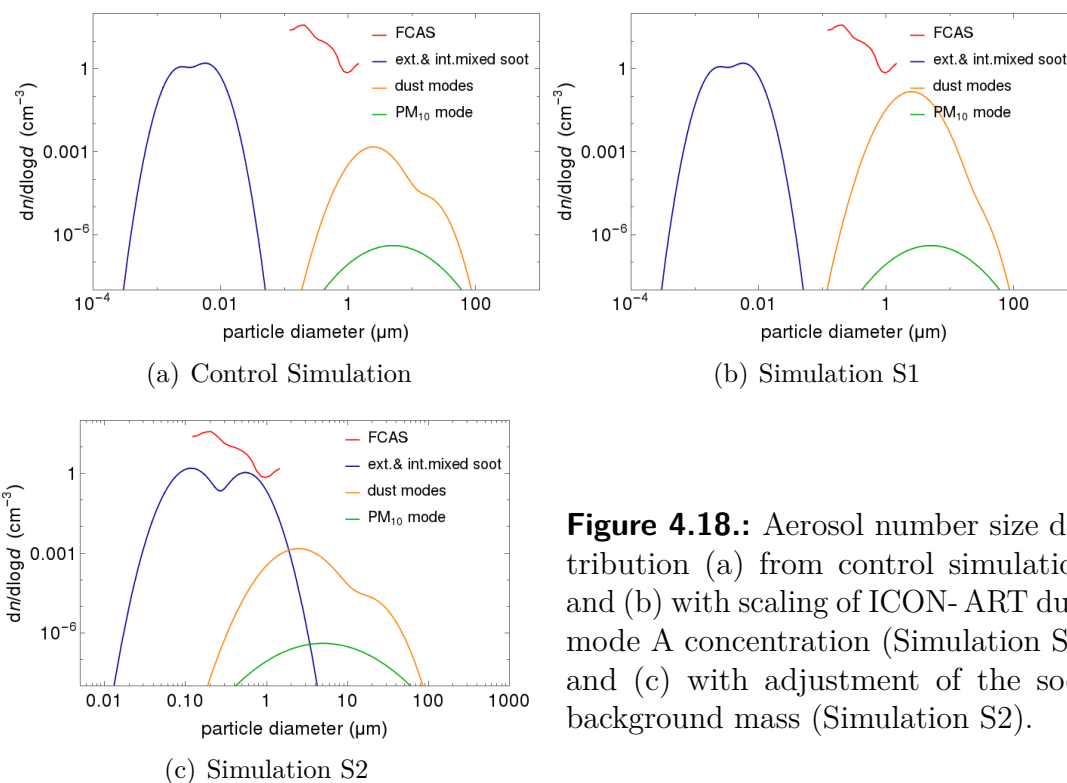 FCAS
ext.& int.mixed soot
dust modes
PM₁₀ mode
1
0.001
10⁻⁶
dn/dlogd (cm⁻³)
10⁻⁴ 0.01 1 100
particle diameter (µm)
(a) Control Simulation
FCAS
ext.& int.mixed soot
dust modes
PM₁₀ mode
1
0.001
10⁻⁶
dn/dlogd (cm⁻³)
10⁻⁴ 0.01 1 100
particle diameter (µm)
(b) Simulation S1
FCAS
ext.& int.mixed soot
dust modes
PM₁₀ mode
1
0.001
10⁻⁶
dn/dlogd (cm⁻³)
0.01 0.10 1 10 100 1000
particle diameter (µm)
(c) Simulation S2
Figure 4.18.: Aerosol number size d
tribution (a) from control simulatio
and (b) with scaling of ICON- ART du
mode A concentration (Simulation S
and (c) with adjustment of the soo
background mass (Simulation S2).